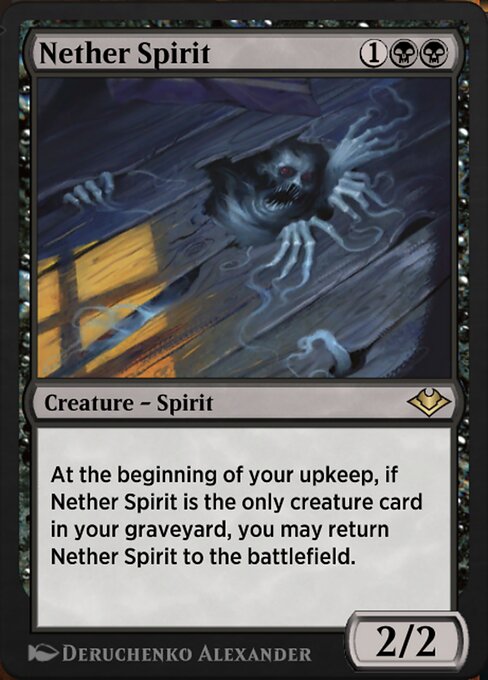 Nether Spirit 1
Creature – Spirit
At the beginning of your upkeep, if
Nether Spirit is the only creature card
in your graveyard, you may return
Nether Spirit to the battlefield.
2/2
Deruchenko Alexander